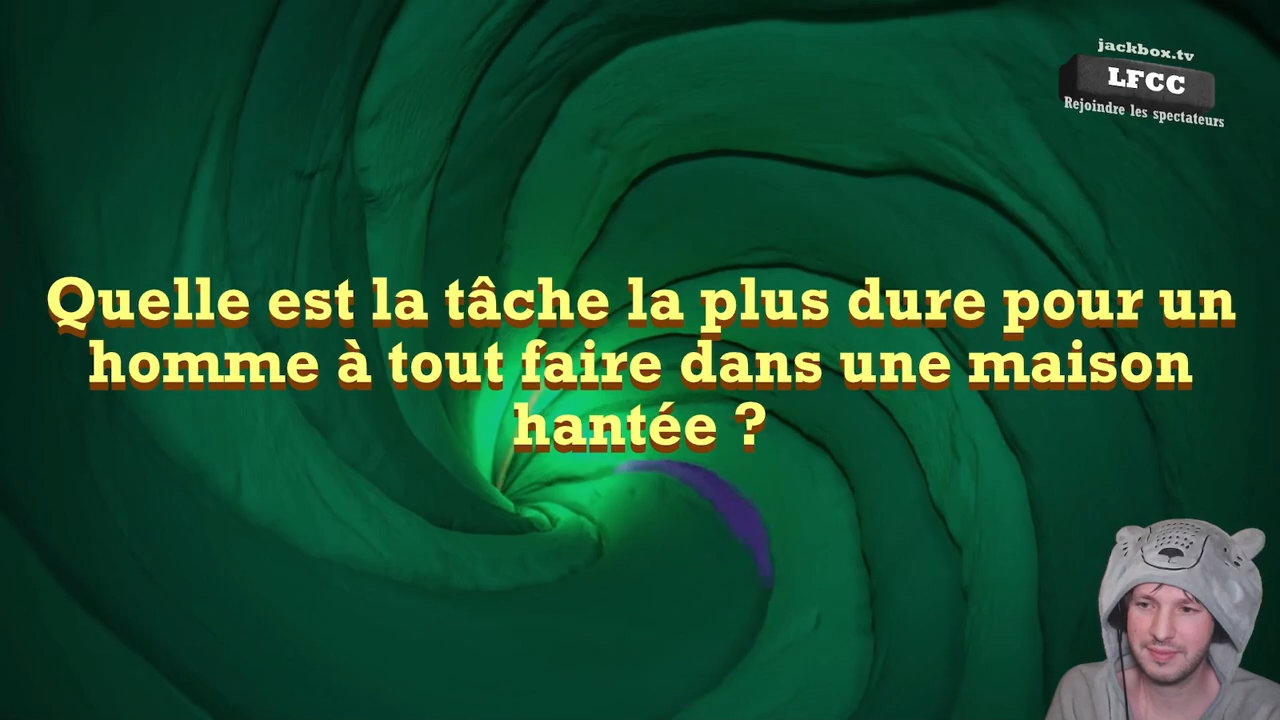 jackbox.tv
LFCC
Rejoindre les spectateurs
Quelle est la tâche la plus dure pour un
homme à tout faire dans une maison
hantée ?